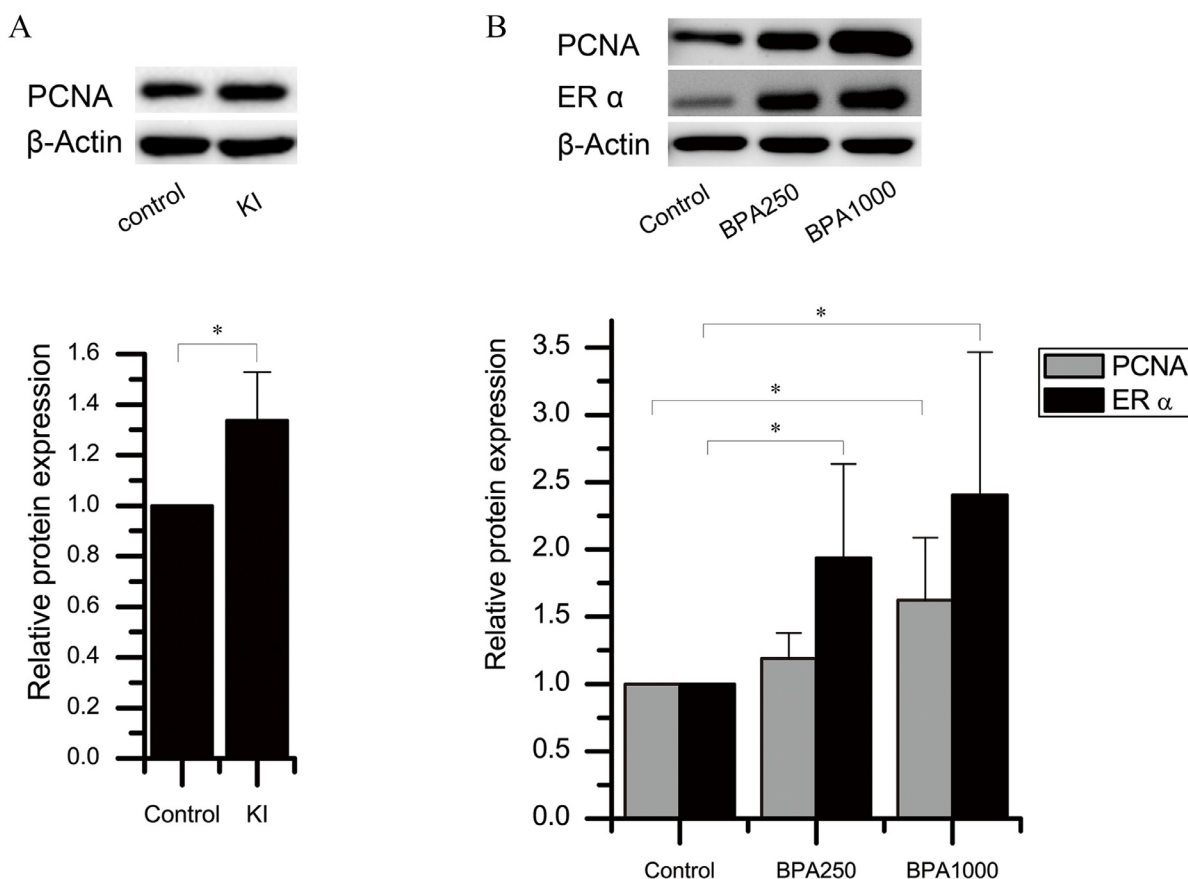 A
PCNA
β-Actin
control
KI
*
Relative protein expression
1.6
1.4
1.2
1.0
0.8
0.6
0.4
0.2
0.0
Control KI
B
PCNA
ER α
β-Actin
Control
BPA250
BPA1000
*
*
*
Relative protein expression
3.5
3.0
2.5
2.0
1.5
1.0
0.5
0.0
Control BPA250 BPA1000
PCNA
ER α